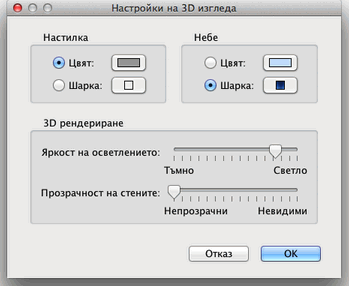 Настройки на 3D изгледа
Настилка
Небе
Цвят:
Цвят:
Шарка:
Шарка:
3D рендериране
Яркост на осветлението:
Тъмно Светло
Прозрачност на стените:
Непрозрачни Невидими
Отказ OK